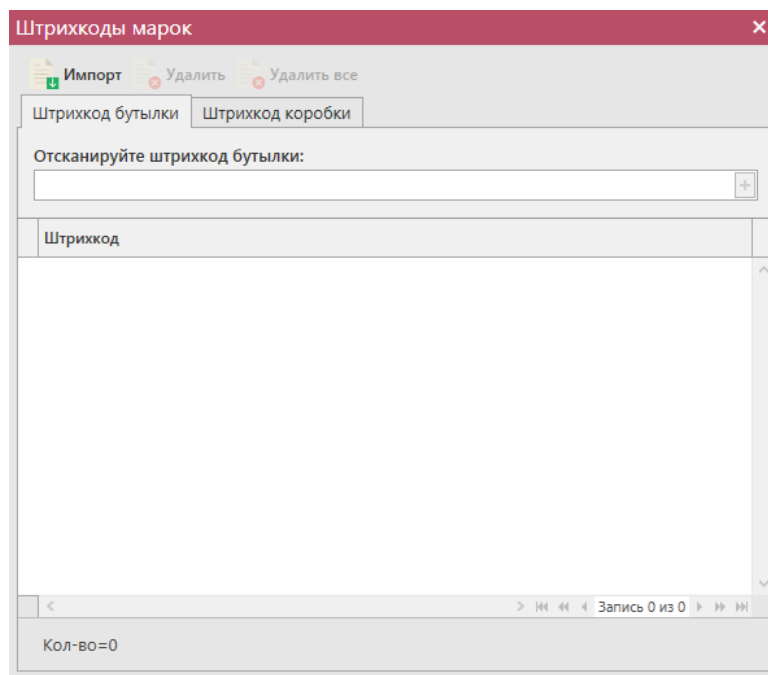 Штрихкоды марок
Импорт Удалить Удалить все
Штрихкод бутылки Штрихкод коробки
Отсканируйте штрихкод бутылки:
Штрихкод
Запись 0 из 0
Кол-во=0